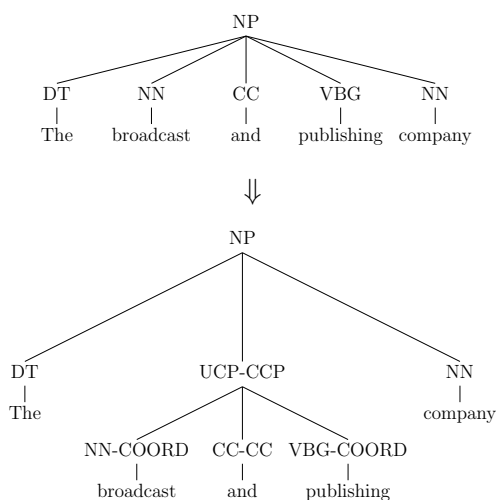 NP
DT NN CC VBG NN
The broadcast and publishing company
⇓
NP
DT UCP-CCP NN
The company
NN-COORD CC-CC VBG-COORD
broadcast and publishing